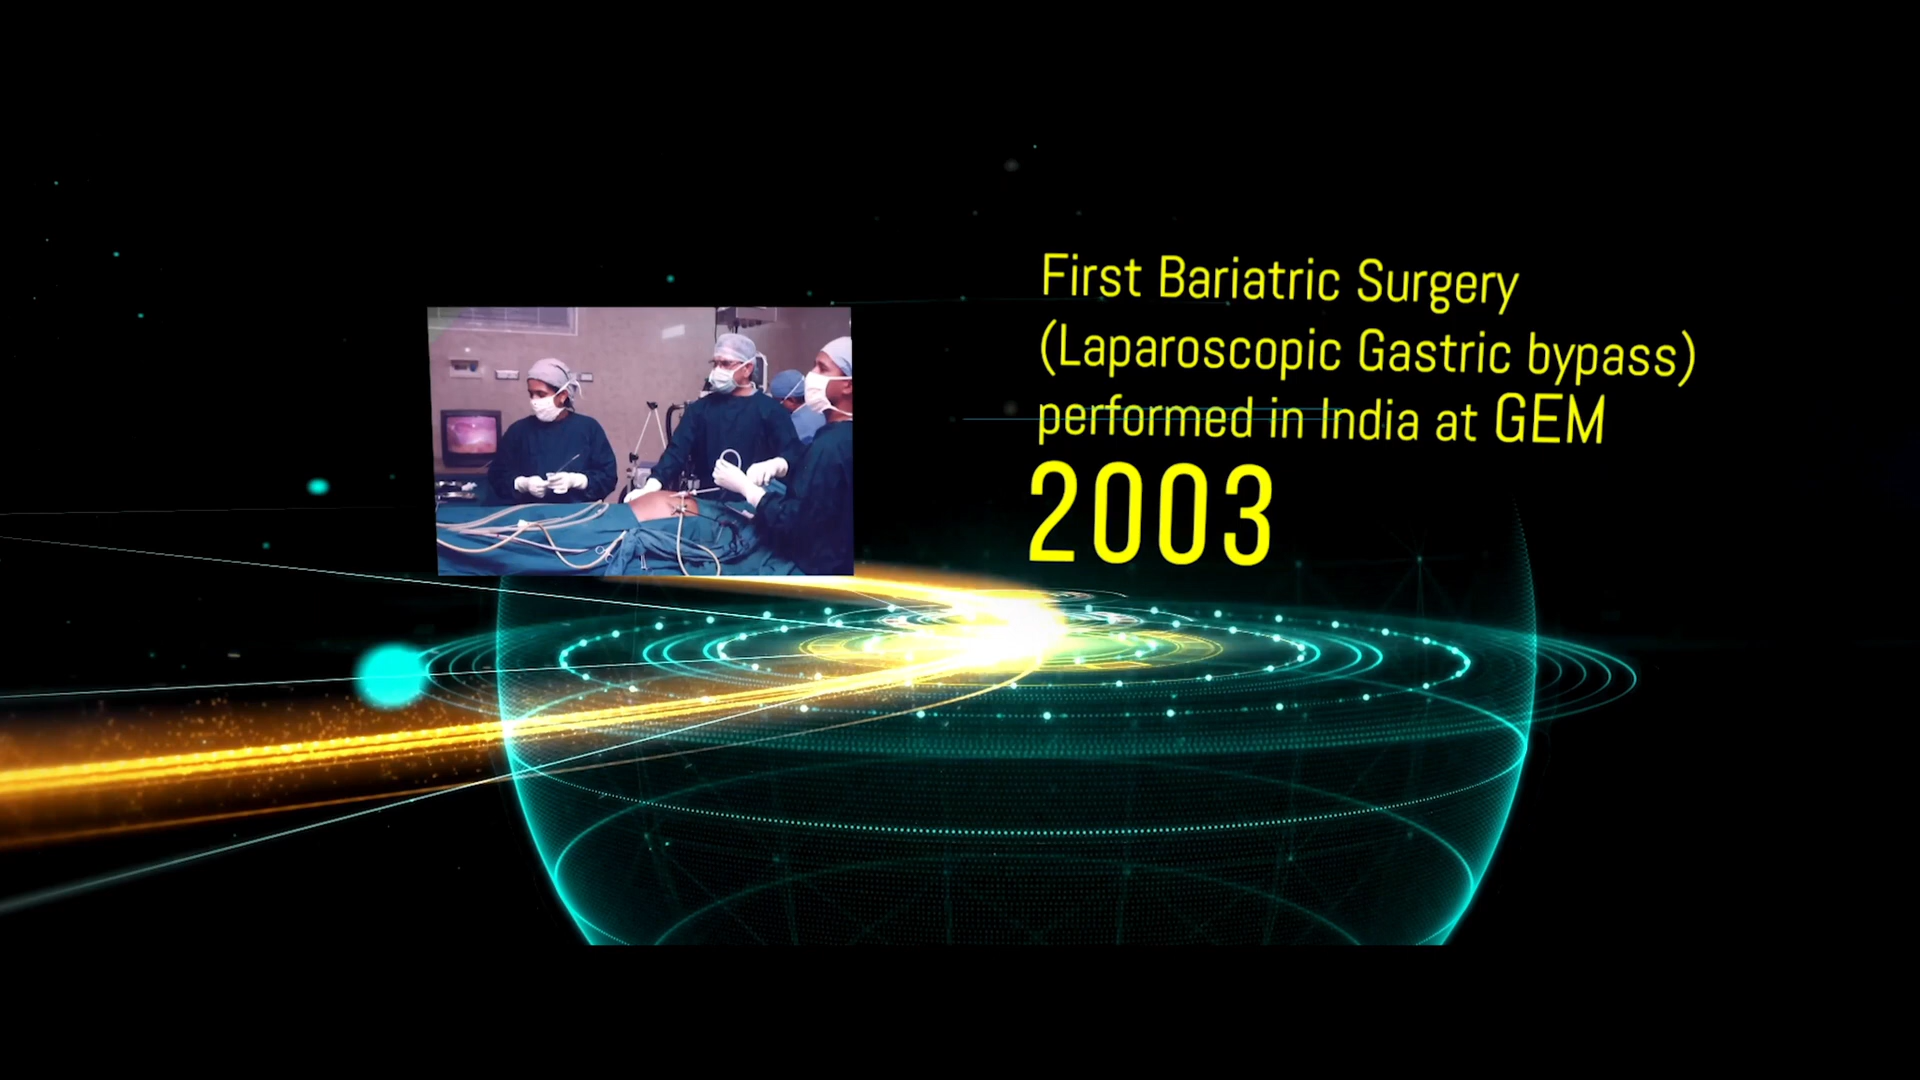 First Bariatric Surgery
(Laparoscopic Gastric bypass)
performed in India at GEM
2003